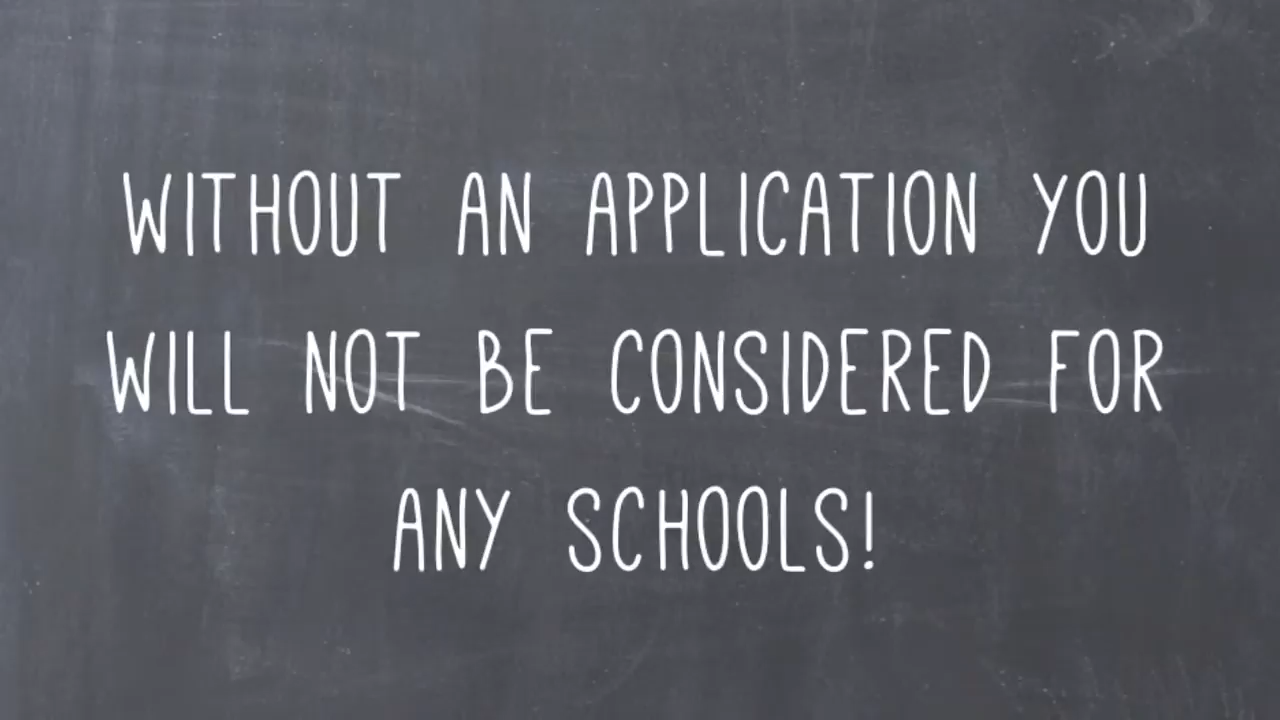 WITHOUT AN APPLICATION YOU
WILL NOT BE CONSIDERED FOR
ANY SCHOOLS!